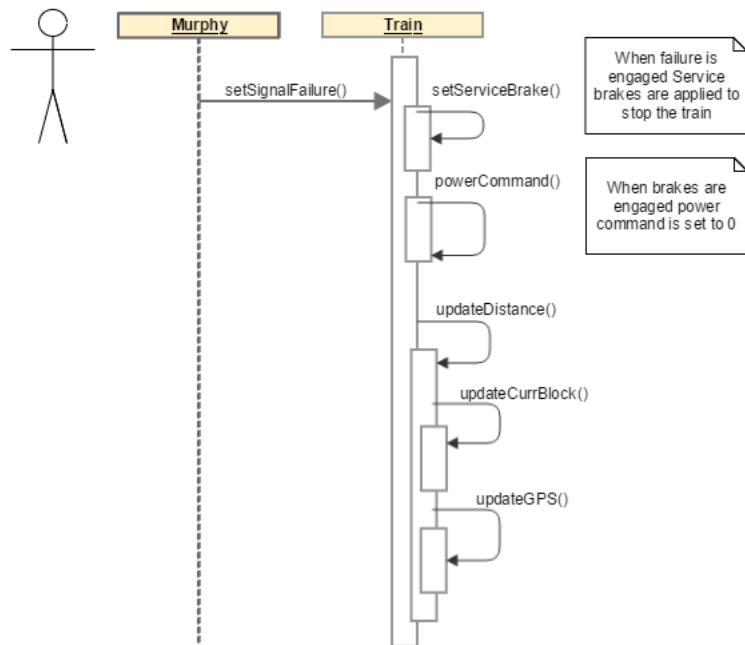 Murphy
Train
setSignalFailure()
setServiceBrake()
When failure is
engaged Service
brakes are applied to
stop the train
powerCommand()
When brakes are
engaged power
command is set to 0
updateDistance()
updateCurrBlock()
updateGPS()